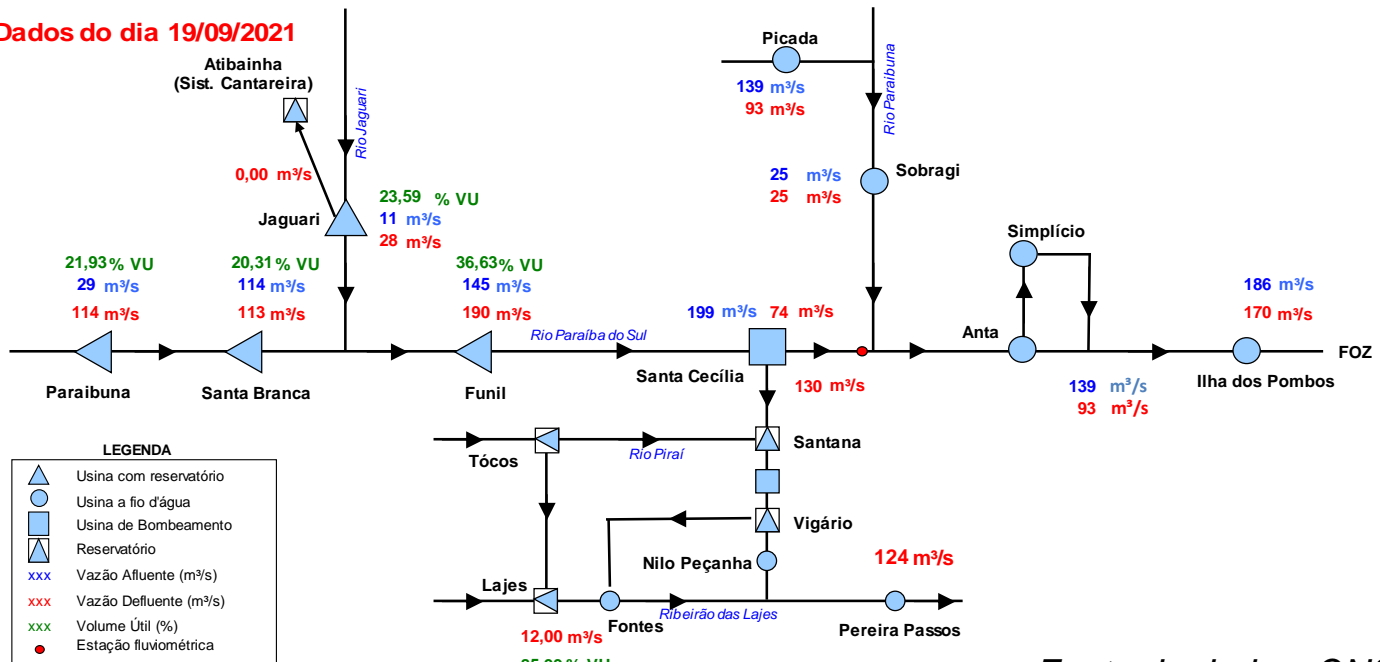 Dados do dia 19/09/2021
Atibainha
(Sist. Cantareira)
Rio Jaguari
0,00 m³/s
Jaguari
23,59 % VU
11 m³/s
28 m³/s
Picada
139 m³/s
93 m³/s
Rio Paraibuna
25 m³/s
25 m³/s
Sobragi
21,93% VU
29 m³/s
114 m³/s
Paraibuna
20,31% VU
114 m³/s
113 m³/s
Santa Branca
36,63% VU
145 m³/s
190 m³/s
Funil
Rio Paraíba do Sul
199 m³/s 74 m³/s
Santa Cecília
130 m³/s
Simplício
Anta
139 m³/s
93 m³/s
186 m³/s
170 m³/s
Ilha dos Pombos
FOZ
Tócos
Rio Piraí
Santana
Vigário
Nilo Peçanha
124 m³/s
Lajes
Fontes
Ribeirão das Lajes
Pereira Passos
12,00 m³/s
LEGENDA
Usina com reservatório
Usina a fio d'água
Usina de Bombeamento
Reservatório
xxx Vazão Afluente (m³/s)
xxx Vazão Defluente (m³/s)
xxx Volume Útil (%)
Estação fluviométrica